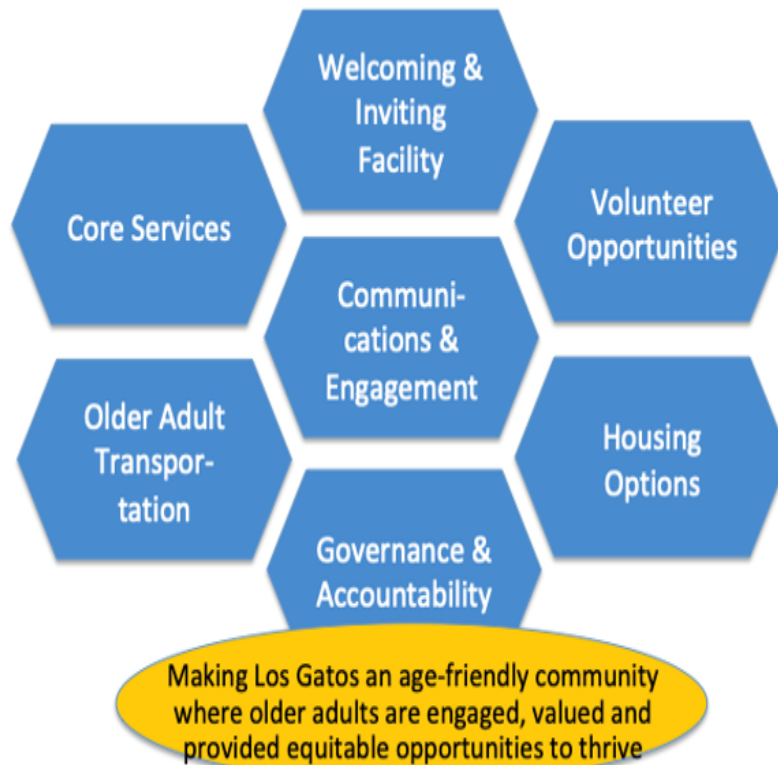 Welcoming &
Inviting
Facility
Core Services
Volunteer
Opportunities
Communi-
cations &
Engagement
Older Adult
Transpor-
tation
Housing
Options
Governance &
Accountability
Making Los Gatos an age-friendly community
where older adults are engaged, valued and
provided equitable opportunities to thrive